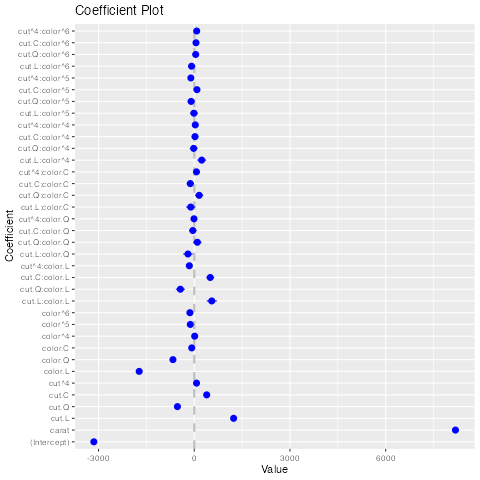 Coefficient Plot
cut^4:color^6
cut.C:color^6
cut.Q:color^6
cut.L:color^6
cut^4:color^5
cut.C:color^5
cut.Q:color^5
cut.L:color^5
cut^4:color^4
cut.C:color^4
cut.Q:color^4
cut.L:color^4
cut^4:color.C
cut.C:color.C
cut.Q:color.C
cut.L:color.C
cut^4:color.Q
cut.C:color.Q
cut.Q:color.Q
cut.L:color.Q
cut^4:color.L
cut.C:color.L
cut.Q:color.L
cut.L:color.L
color^6
color^5
color^4
color.C
color.Q
color.L
cut^4
cut.C
cut.Q
cut.L
carat
(Intercept)
Coefficient
-3000 0 3000 6000
Value